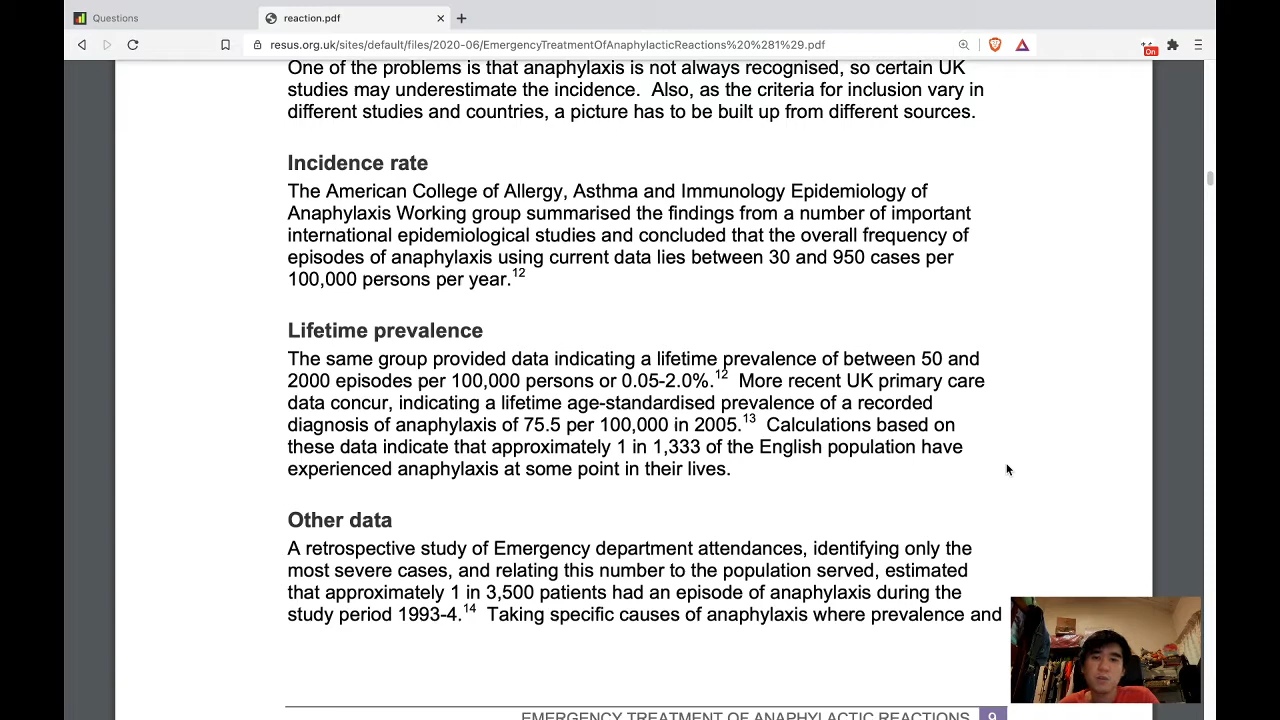 Questions
reaction.pdf
resus.org.uk/sites/default/files/2020-06/EmergencyTreatmentOfAnaphylacticReactions%20%281%29.pdf
On
One of the problems is that anaphylaxis is not always recognised, so certain UK
studies may underestimate the incidence. Also, as the criteria for inclusion vary in
different studies and countries, a picture has to be built up from different sources.
Incidence rate
The American College of Allergy, Asthma and Immunology Epidemiology of
Anaphylaxis Working group summarised the findings from a number of important
international epidemiological studies and concluded that the overall frequency of
episodes of anaphylaxis using current data lies between 30 and 950 cases per
100,000 persons per year.12
Lifetime prevalence
The same group provided data indicating a lifetime prevalence of between 50 and
2000 episodes per 100,000 persons or 0.05-2.0%.12 More recent UK primary care
data concur, indicating a lifetime age-standardised prevalence of a recorded
diagnosis of anaphylaxis of 75.5 per 100,000 in 2005.13 Calculations based on
these data indicate that approximately 1 in 1,333 of the English population have
experienced anaphylaxis at some point in their lives.
Other data
A retrospective study of Emergency department attendances, identifying only the
most severe cases, and relating this number to the population served, estimated
that approximately 1 in 3,500 patients had an episode of anaphylaxis during the
study period 1993-4.14 Taking specific causes of anaphylaxis where prevalence and
EMERGENCY TREATMENT OF ANAPHYLACTIC REACTIONS 9